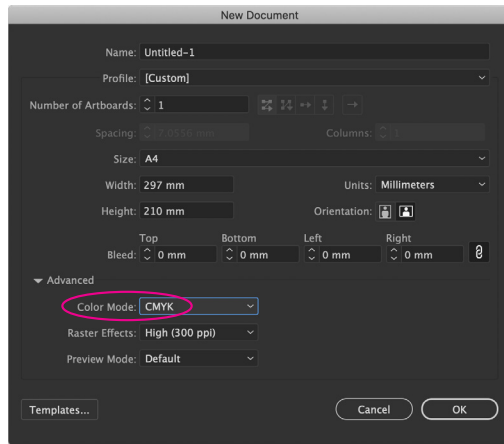 New Document
Name: Untitled-1
Profile: [Custom]
Number of Artboards: 1
Spacing: 7.0556 mm Columns: 1
Size: A4
Width: 297 mm Units: Millimeters
Height: 210 mm Orientation:
Top Bottom Left Right
Bleed: 0 mm 0 mm 0 mm 0 mm
Advanced
Color Mode: CMYK
Raster Effects: High (300 ppi)
Preview Mode: Default
Templates... Cancel OK